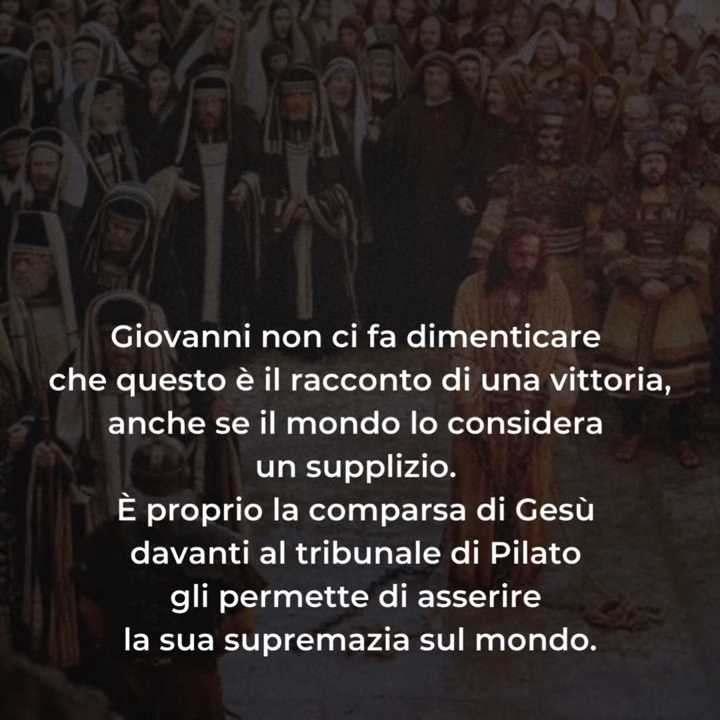 Giovanni non ci fa dimenticare
che questo è il racconto di una vittoria,
anche se il mondo lo considera
un supplizio.
È proprio la comparsa di Gesù
davanti al tribunale di Pilato
gli permette di asserire
la sua supremazia sul mondo.